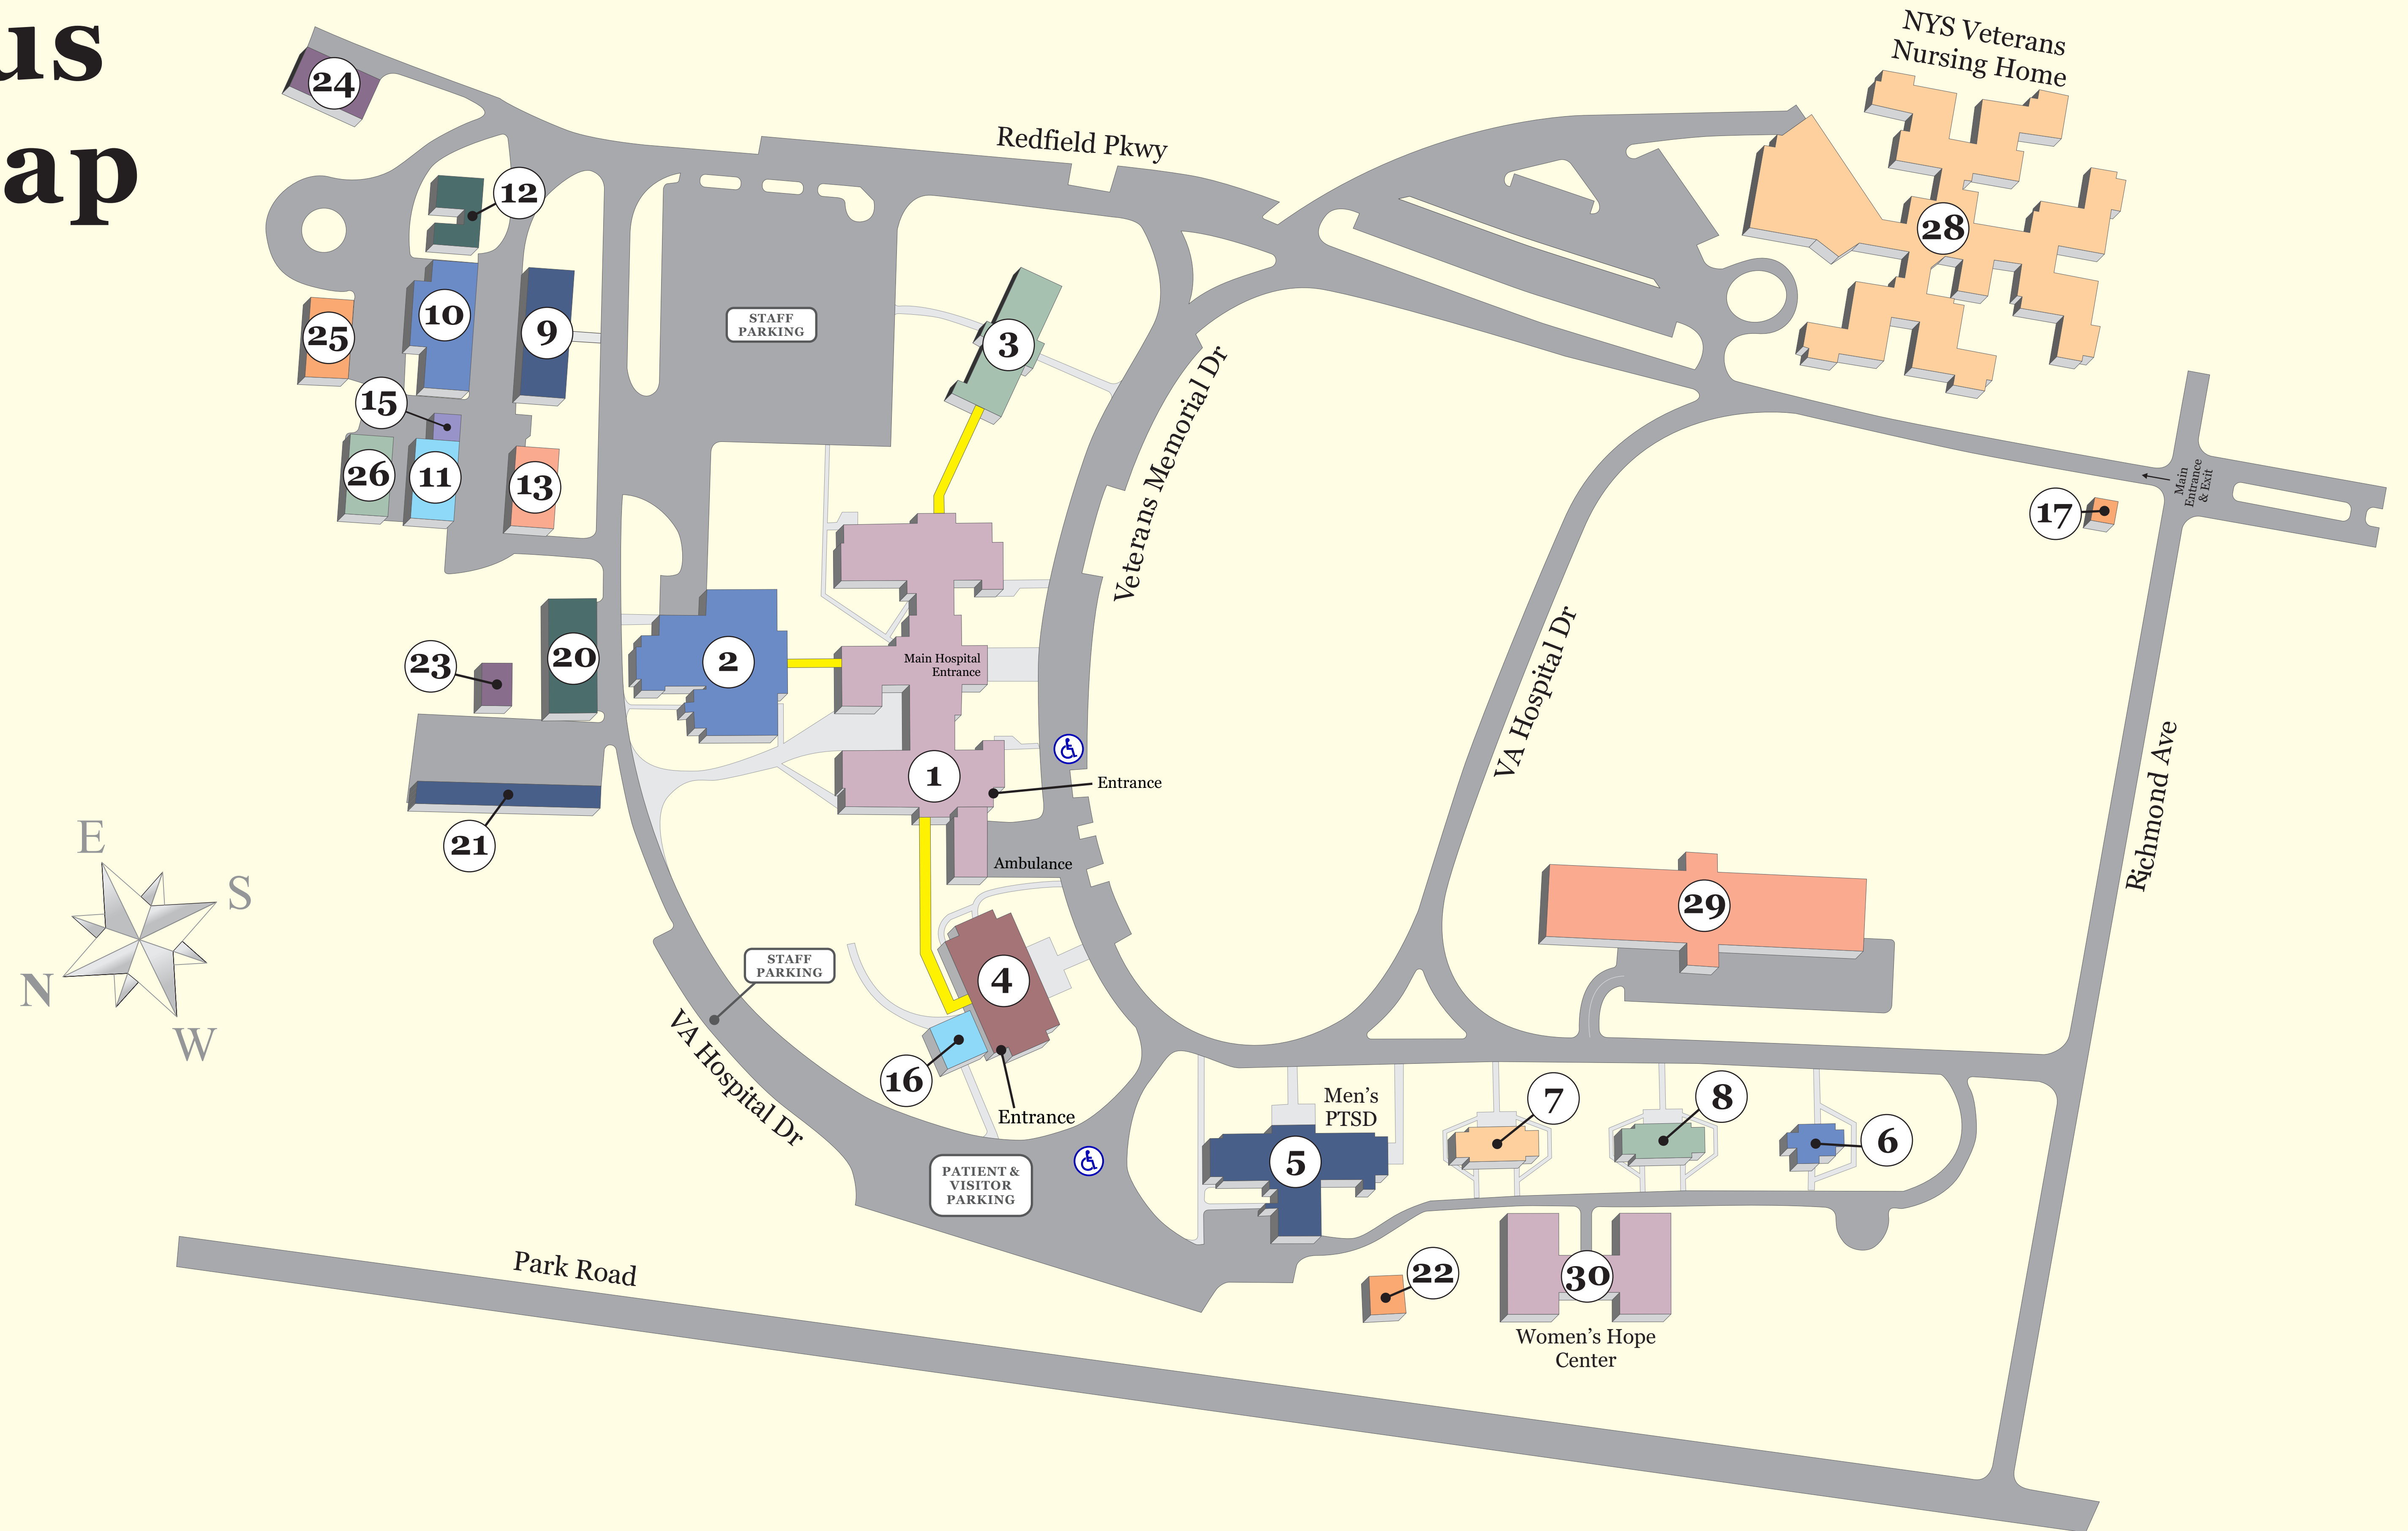 us
ap
NYS Veterans
Nursing Home
24
Redfield Pkwy
12
28
10
9
25
STAFF
PARKING
3
15
26
11
13
Veterans Memorial Dr
Main
Entrance
& Exit
17
23
20
2
Main Hospital
Entrance
VA Hospital Dr
1
Entrance
21
Richmond Ave
E
S
N
W
Ambulance
29
STAFF
PARKING
4
VA Hospital Dr
16
Entrance
Men's
PTSD
7
8
6
5
PATIENT &
VISITOR
PARKING
Park Road
22
30
Women's Hope
Center